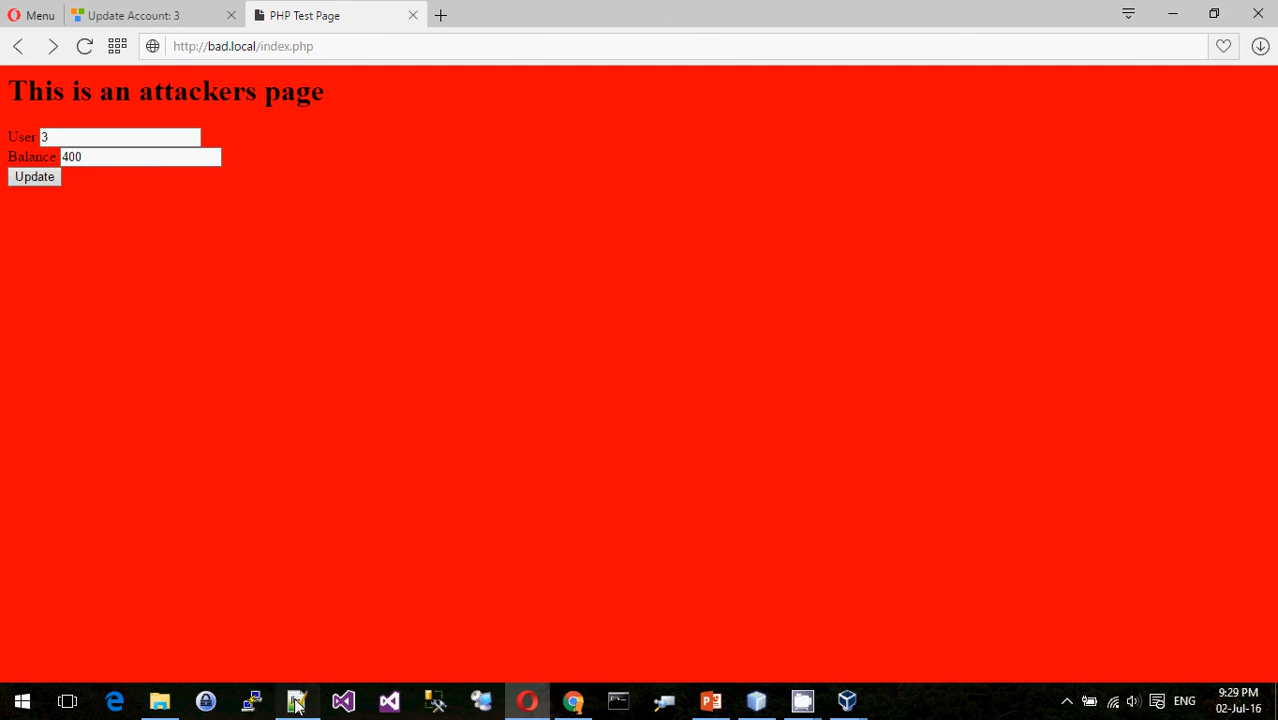 Menu
Update Account: 3
PHP Test Page
http://bad.local/index.php
This is an attackers page
User 3
Balance 400
Update
ENG
9:29 PM
02-Jul-16